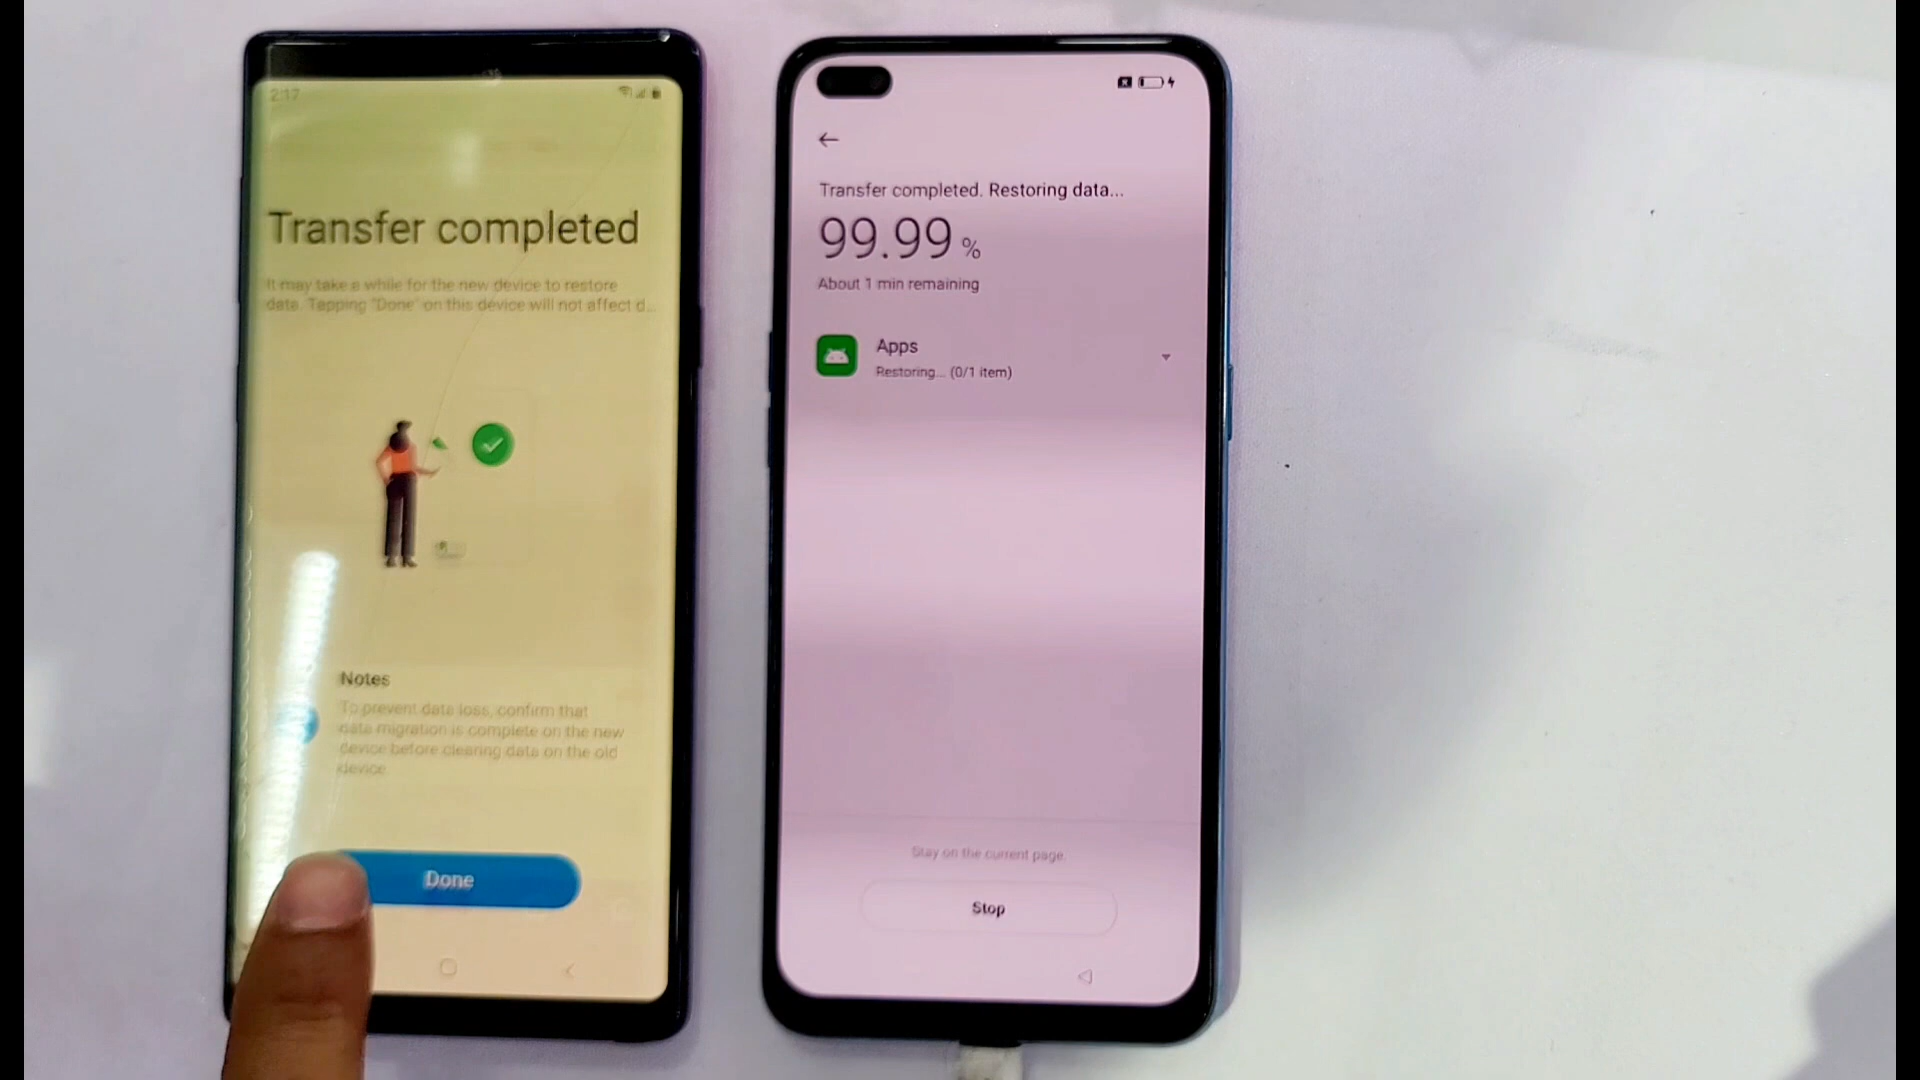 2:17
Transfer completed
It may take a while for the new device to restore
data. Tapping "Done" on this device will not affect d...
Notes
To prevent data loss, confirm that
data migration is complete on the new
device before clearing data on the old
device.
Done
Transfer completed. Restoring data...
99.99 %
About 1 min remaining
Apps
Restoring... (0/1 item)
Stay on the current page.
Stop